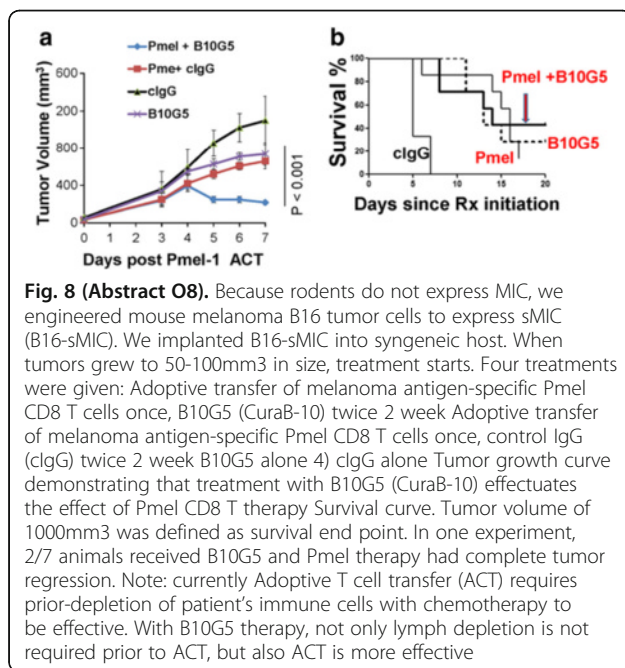 a
b
Pmel + B10G5
Pme+ cIgG
cIgG
B10G5
Tumor Volume (mm³)
600
200
800
400
0
0 1 2 3 4 5 6 7
Days post Pmel-1 ACT
P < 0.001
Survival %
Pmel +B10G5
B10G5
Pmel
cIgG
0 5 10 15 20
Days since Rx initiation
Fig. 8 (Abstract O8). Because rodents do not express MIC, we
engineered mouse melanoma B16 tumor cells to express sMIC
(B16-sMIC). We implanted B16-sMIC into syngeneic host. When
tumors grew to 50-100mm3 in size, treatment starts. Four treatments
were given: Adoptive transfer of melanoma antigen-specific Pmel
CD8 T cells once, B10G5 (CuraB-10) twice 2 week Adoptive transfer
of melanoma antigen-specific Pmel CD8 T cells once, control IgG
(cIgG) twice 2 week B10G5 alone 4) cIgG alone Tumor growth curve
demonstrating that treatment with B10G5 (CuraB-10) effectuates
the effect of Pmel CD8 T therapy Survival curve. Tumor volume of
1000mm3 was defined as survival end point. In one experiment,
2/7 animals received B10G5 and Pmel therapy had complete tumor
regression. Note: currently Adoptive T cell transfer (ACT) requires
prior-depletion of patient's immune cells with chemotherapy to
be effective. With B10G5 therapy, not only lymph depletion is not
required prior to ACT, but also ACT is more effective